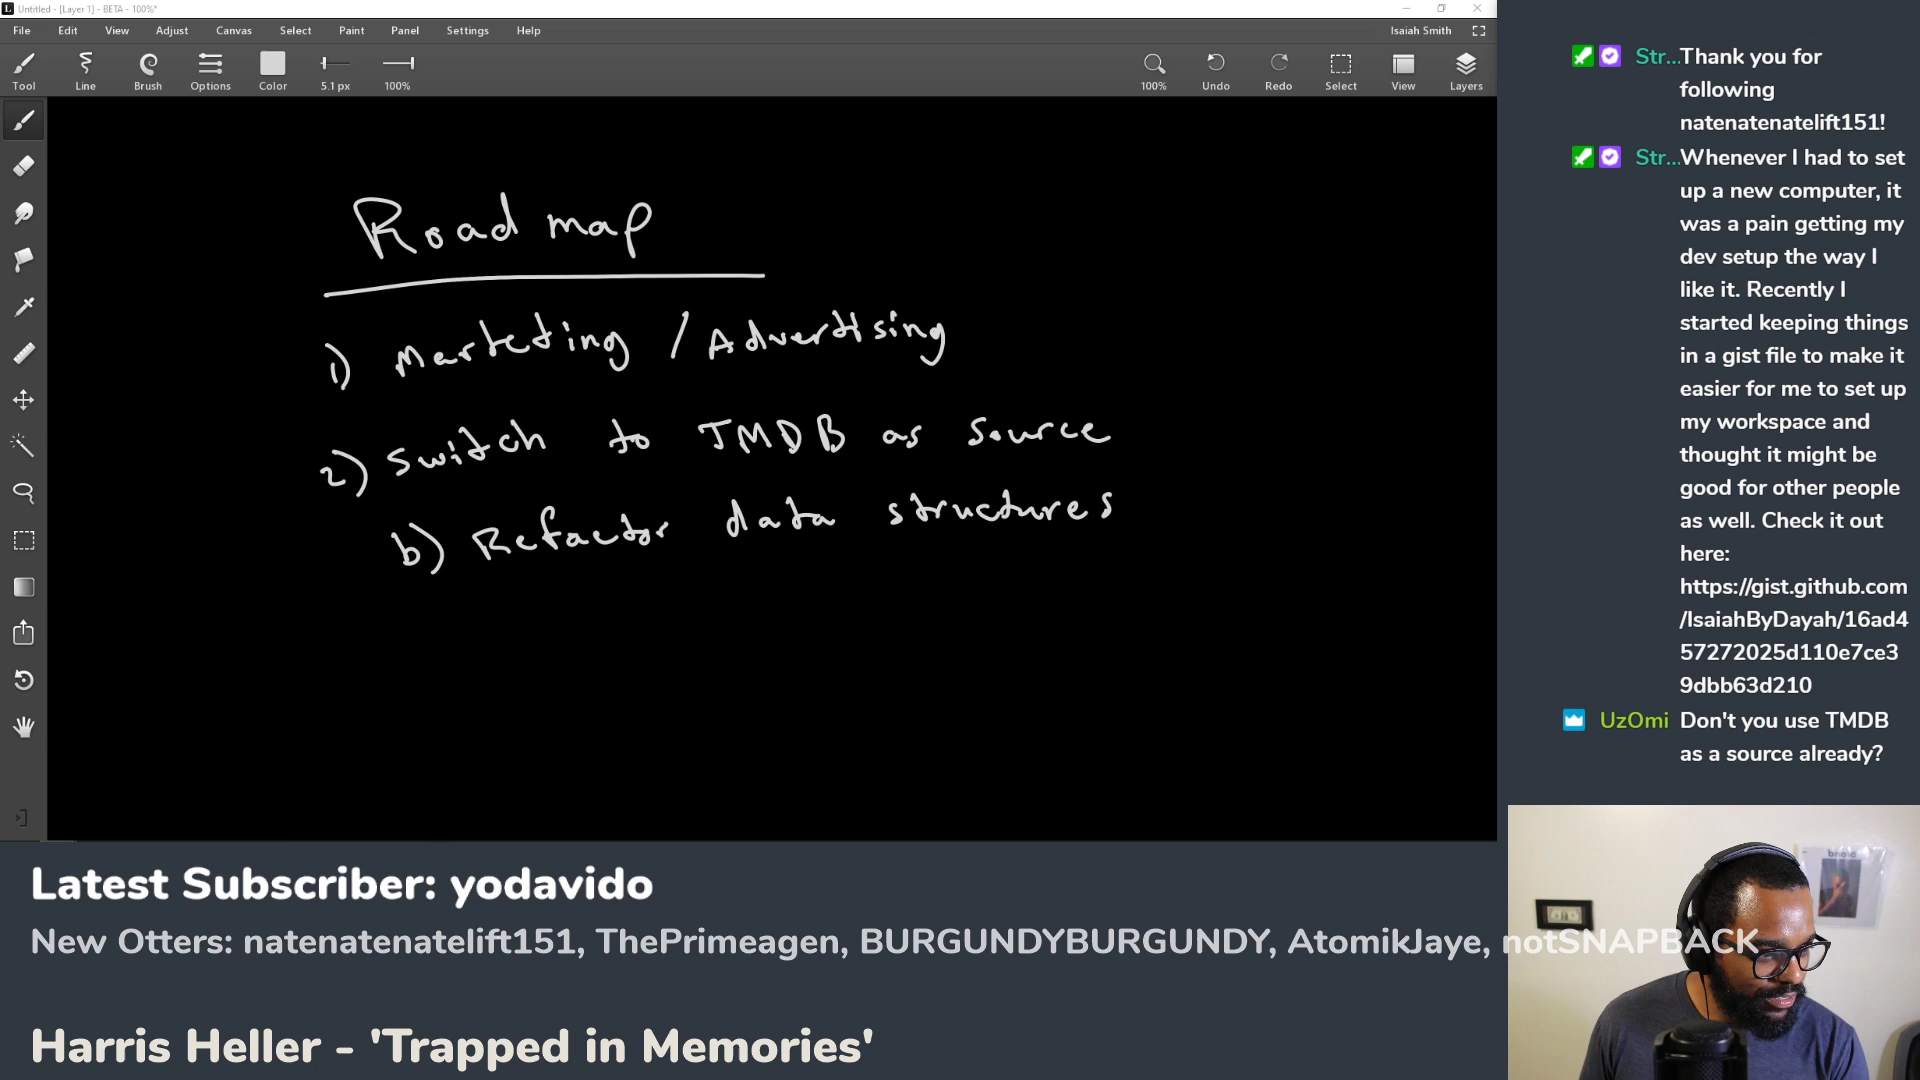 Untitled - [Layer 1] - BETA - 100%*
File Edit View Adjust Canvas Select Paint Panel Settings Help Isaiah Smith
Tool Line Brush Options Color 5.1 px 100% 100% Undo Redo Select View Layers
Road map
1) Marketing / Advertising
2) Switch to TMDB as source
b) Refactor data structures
Str... Thank you for
following
natenatenatelift151!
Str... Whenever I had to set
up a new computer, it
was a pain getting my
dev setup the way I
like it. Recently I
started keeping things
in a gist file to make it
easier for me to set up
my workspace and
thought it might be
good for other people
as well. Check it out
here:
https://gist.github.com
/IsaiahByDayah/16ad4
57272025d110e7ce3
9dbb63d210
UzOmi Don't you use TMDB
as a source already?
Latest Subscriber: yodavido
New Otters: natenatenatelift151, ThePrimeagen, BURGUNDYBURGUNDY, AtomikJaye, notSNAPBACK
Harris Heller - 'Trapped in Memories'